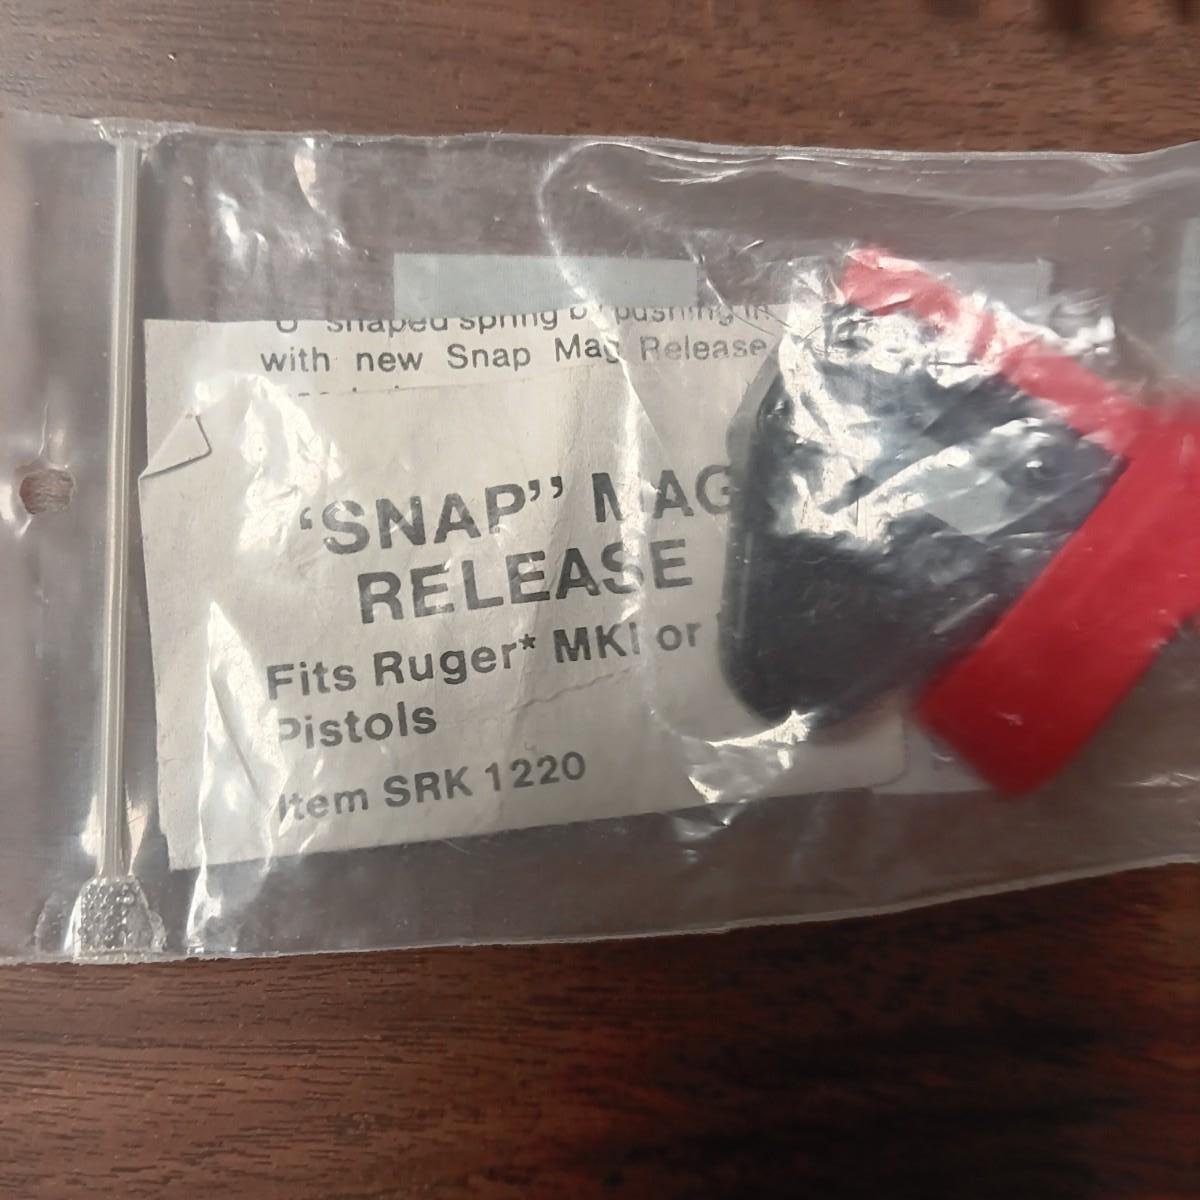 "U" shaped spring by pushing in
with new Snap Mag Release
"SNAP" MAG
RELEASE
Fits Ruger* MKI or
Pistols
Item SRK 1220